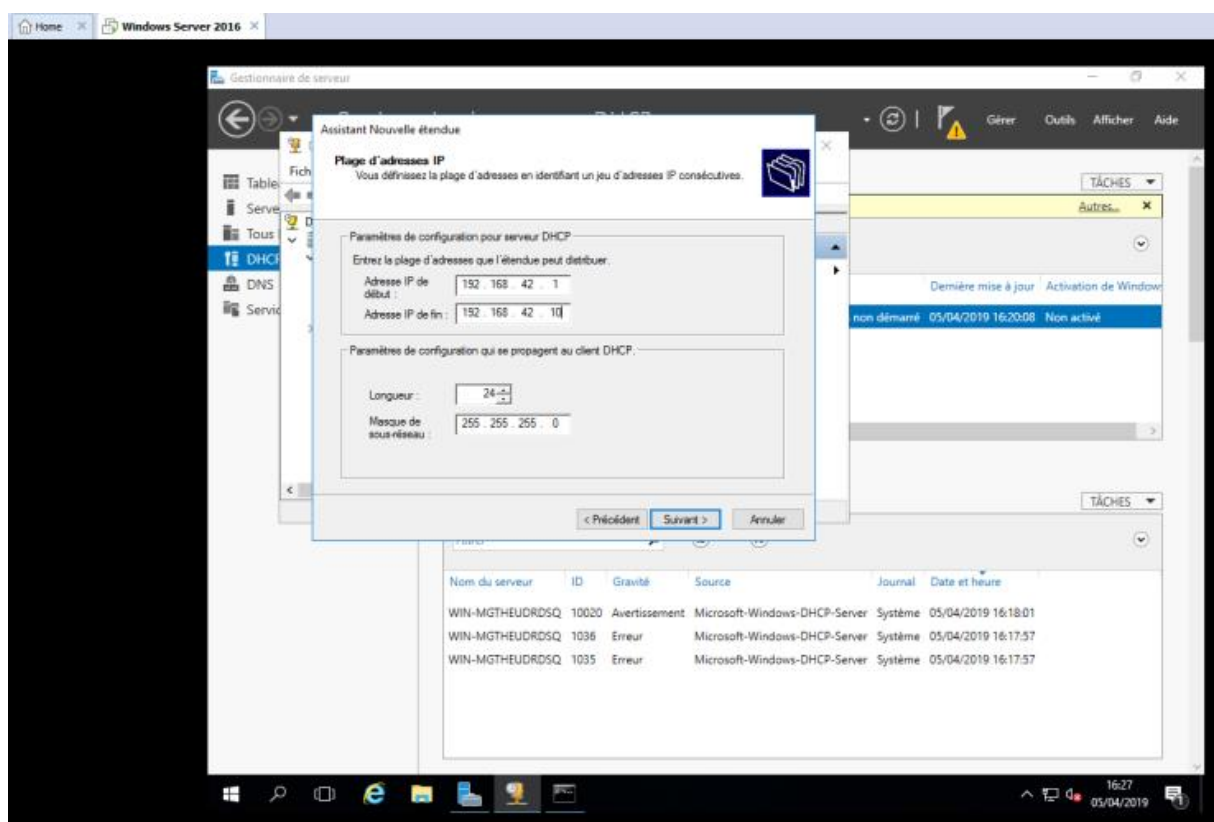 Home
Windows Server 2016
Gestionnaire de serveur
Gérer Outils Afficher Aide
Assistant Nouvelle étendue
Plage d'adresses IP
Vous définissez la plage d'adresses en identifiant un jeu d'adresses IP consécutives.
Fich
Table
Serve
Tous
DHCP
DNS
Servic
TÂCHES
Autres...
Paramètres de configuration pour serveur DHCP
Entrez la plage d'adresses que l'étendue peut distribuer.
Adresse IP de
début :
192 . 168 . 42 . 1
Adresse IP de fin :
192 . 168 . 42 . 10
Dernière mise à jour Activation de Window
non démarré 05/04/2019 16:20:08 Non activé
Paramètres de configuration qui se propagent au client DHCP.
Longueur :
24
Masque de
sous-réseau :
255 . 255 . 255 . 0
< Précédent Suivant > Annuler
TÂCHES
Nom du serveur ID Gravité Source Journal Date et heure
WIN-MGTHEUDRDSQ 10020 Avertissement Microsoft-Windows-DHCP-Server Système 05/04/2019 16:18:01
WIN-MGTHEUDRDSQ 1036 Erreur Microsoft-Windows-DHCP-Server Système 05/04/2019 16:17:57
WIN-MGTHEUDRDSQ 1035 Erreur Microsoft-Windows-DHCP-Server Système 05/04/2019 16:17:57
16:27
05/04/2019